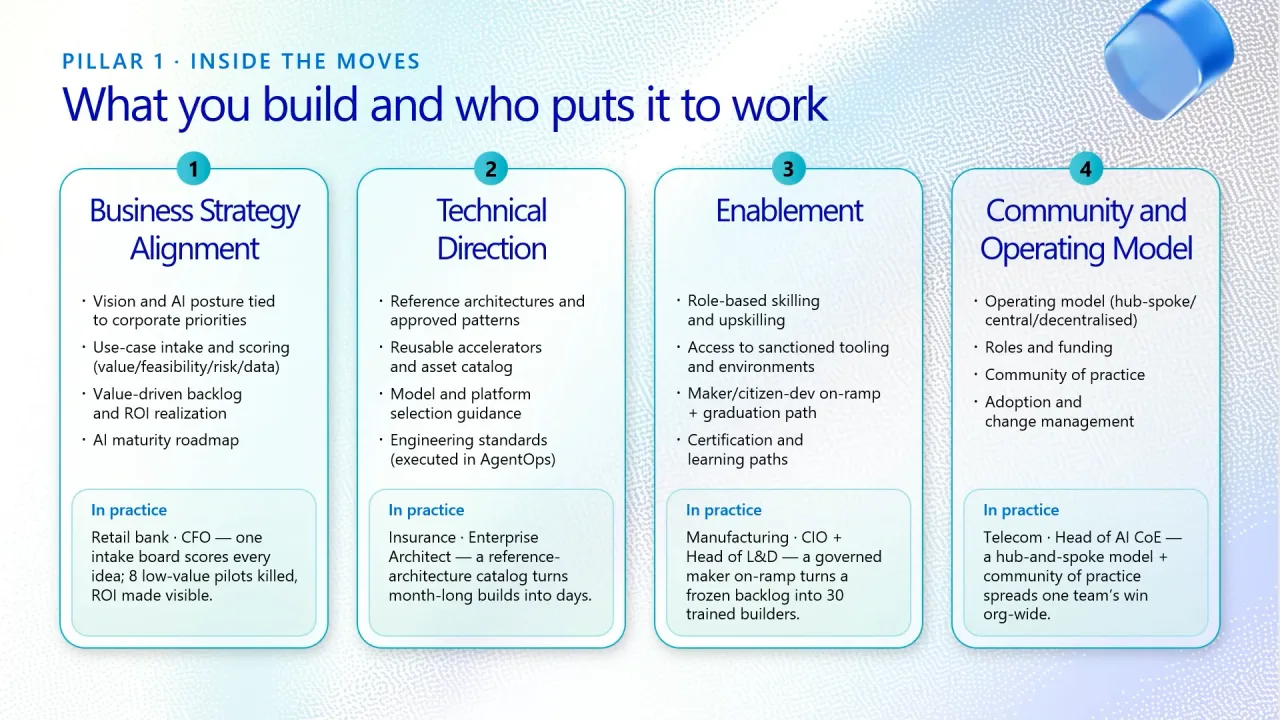 PILLAR 1 · INSIDE THE MOVES
What you build and who puts it to work
1
Business Strategy
Alignment
· Vision and AI posture tied
to corporate priorities
· Use-case intake and scoring
(value/feasibility/risk/data)
· Value-driven backlog
and ROI realization
· AI maturity roadmap
In practice
Retail bank · CFO — one
intake board scores every
idea; 8 low-value pilots killed,
ROI made visible.
2
Technical
Direction
· Reference architectures and
approved patterns
· Reusable accelerators
and asset catalog
· Model and platform
selection guidance
· Engineering standards
(executed in AgentOps)
In practice
Insurance · Enterprise
Architect — a reference-
architecture catalog turns
month-long builds into days.
3
Enablement
· Role-based skilling
and upskilling
· Access to sanctioned tooling
and environments
· Maker/citizen-dev on-ramp
+ graduation path
· Certification and
learning paths
In practice
Manufacturing · CIO +
Head of L&D — a governed
maker on-ramp turns a
frozen backlog into 30
trained builders.
4
Community and
Operating Model
· Operating model (hub-spoke/
central/decentralised)
· Roles and funding
· Community of practice
· Adoption and
change management
In practice
Telecom · Head of AI CoE —
a hub-and-spoke model +
community of practice
spreads one team’s win
org-wide.